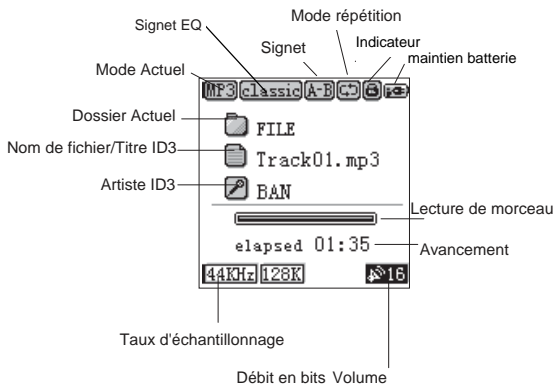 Mode répétition
Signet EQ
Indicateur
Signet
maintien batterie
Mode Actuel
MP3 classic A-B
Dossier Actuel
FILE
Nom de fichier/Titre ID3
Track01.mp3
Artiste ID3
BAN
Lecture de morceau
elapsed 01:35
Avancement
44KHz 128K 16
Taux d'échantillonnage
Débit en bits Volume